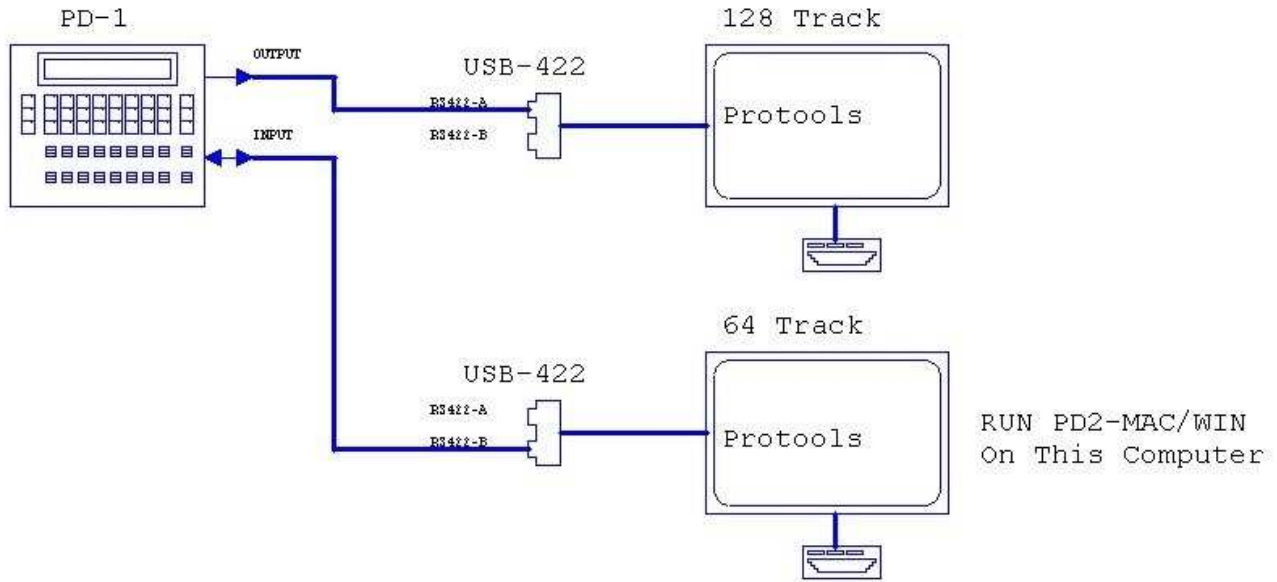 PD-1
128 Track
OUTPUT
USB-422
RS422-A
Protools
RS422-B
INPUT
64 Track
USB-422
RS422-A
RS422-B
Protools
RUN PD2-MAC/WIN
On This Computer